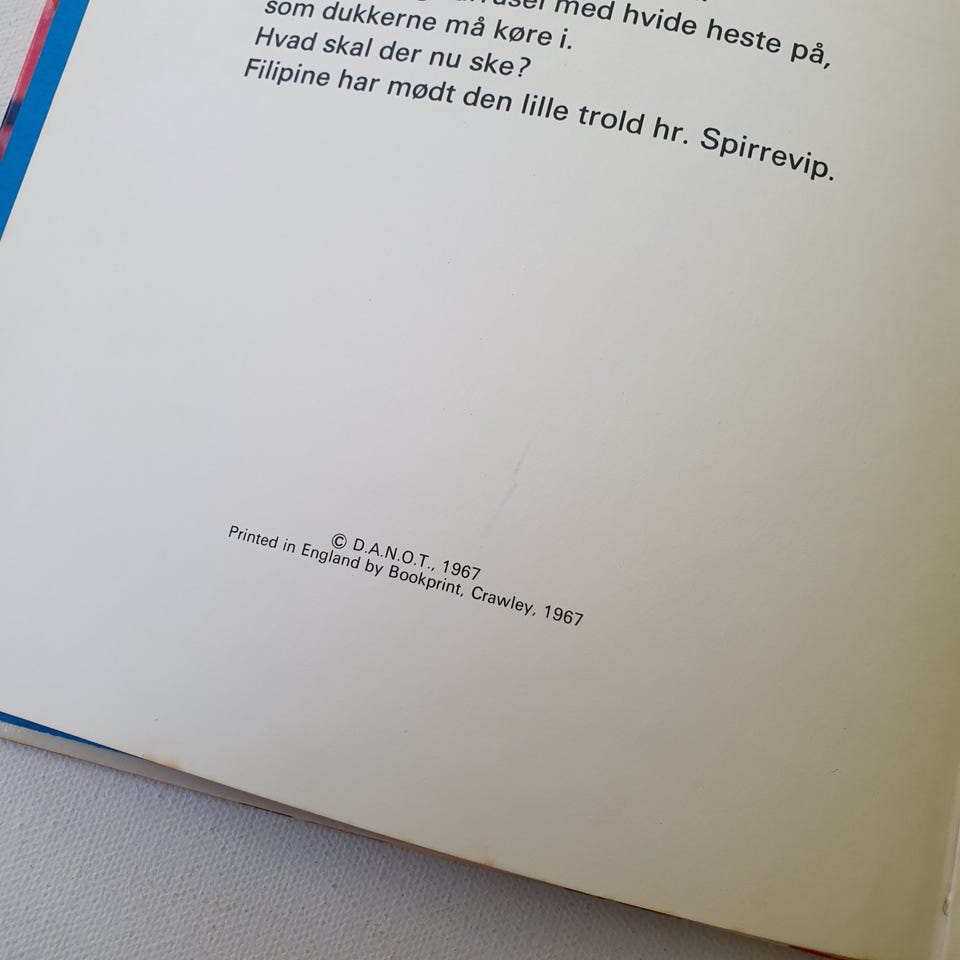 med hvide heste på,
som dukkerne må køre i.
Hvad skal der nu ske?
Filipine har mødt den lille trold hr. Spirrevip.
© D.A.N.O.T., 1967
Printed in England by Bookprint, Crawley, 1967